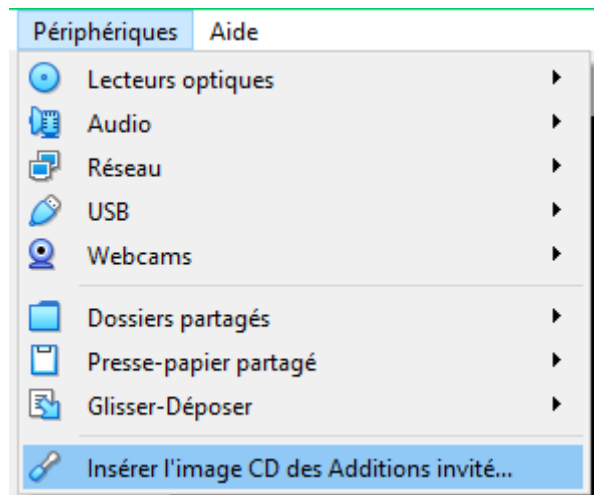 Périphériques Aide
Lecteurs optiques
Audio
Réseau
USB
Webcams
Dossiers partagés
Presse-papier partagé
Glisser-Déposer
Insérer l'image CD des Additions invité...